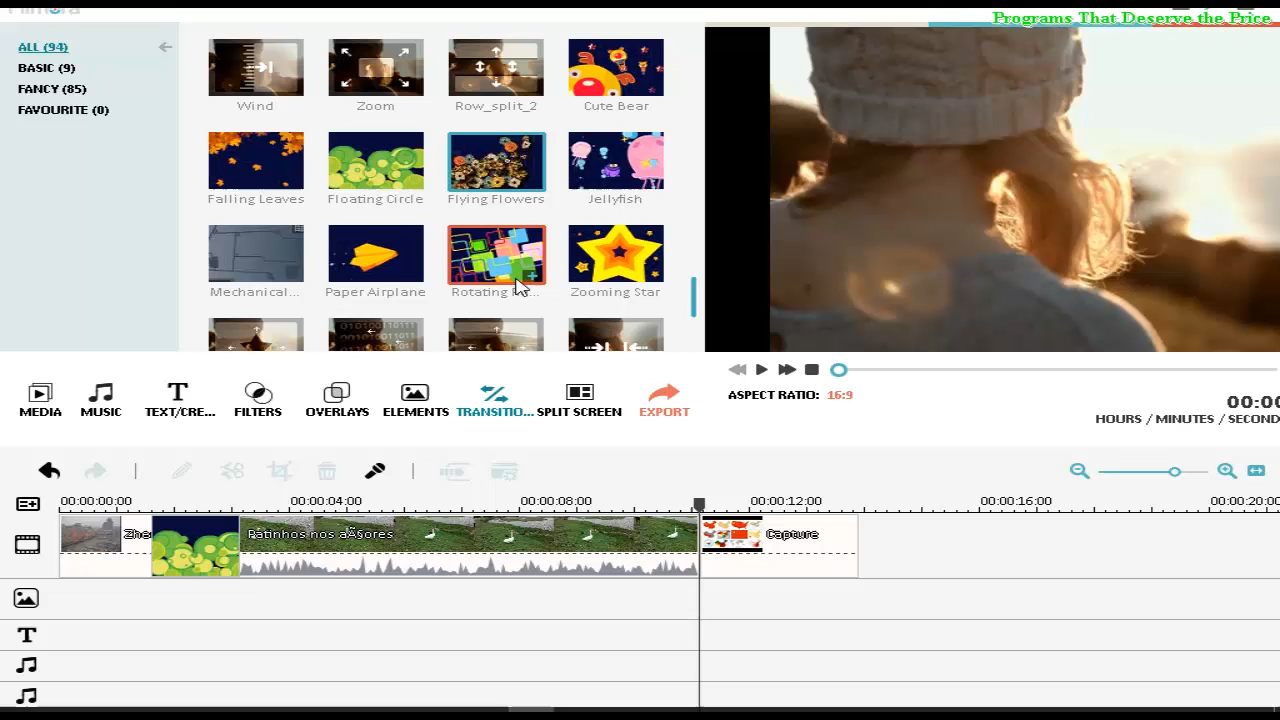 Programs That Deserve the Price
ALL (94)
BASIC (9)
FANCY (85)
FAVOURITE (0)
Wind
Zoom
Row_split_2
Cute Bear
Falling Leaves
Floating Circle
Flying Flowers
Jellyfish
Mechanical...
Paper Airplane
Rotating
Zooming Star
MEDIA
MUSIC
TEXT/CRE...
FILTERS
OVERLAYS
ELEMENTS
TRANSITIO...
SPLIT SCREEN
EXPORT
ASPECT RATIO: 16:9
00:00
HOURS / MINUTES / SECOND
00:00:00:00
00:00:04:00
00:00:08:00
00:00:12:00
00:00:16:00
00:00:20:00
Zhe
Patinhos nos aÃ§ores
Capture
T